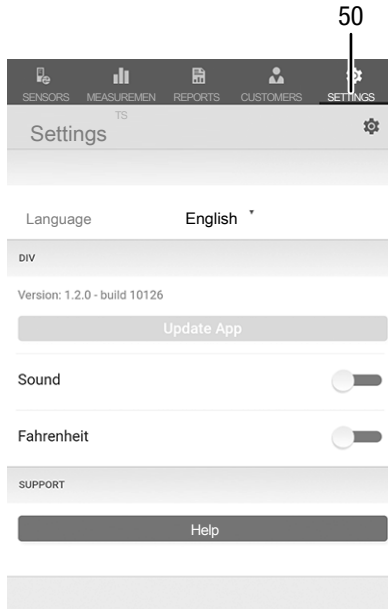 50
SENSORS MEASUREMEN REPORTS CUSTOMERS SETTINGS
TS
Settings
Language English
DIV
Version: 1.2.0 - build 10126
Update App
Sound
Fahrenheit
SUPPORT
Help